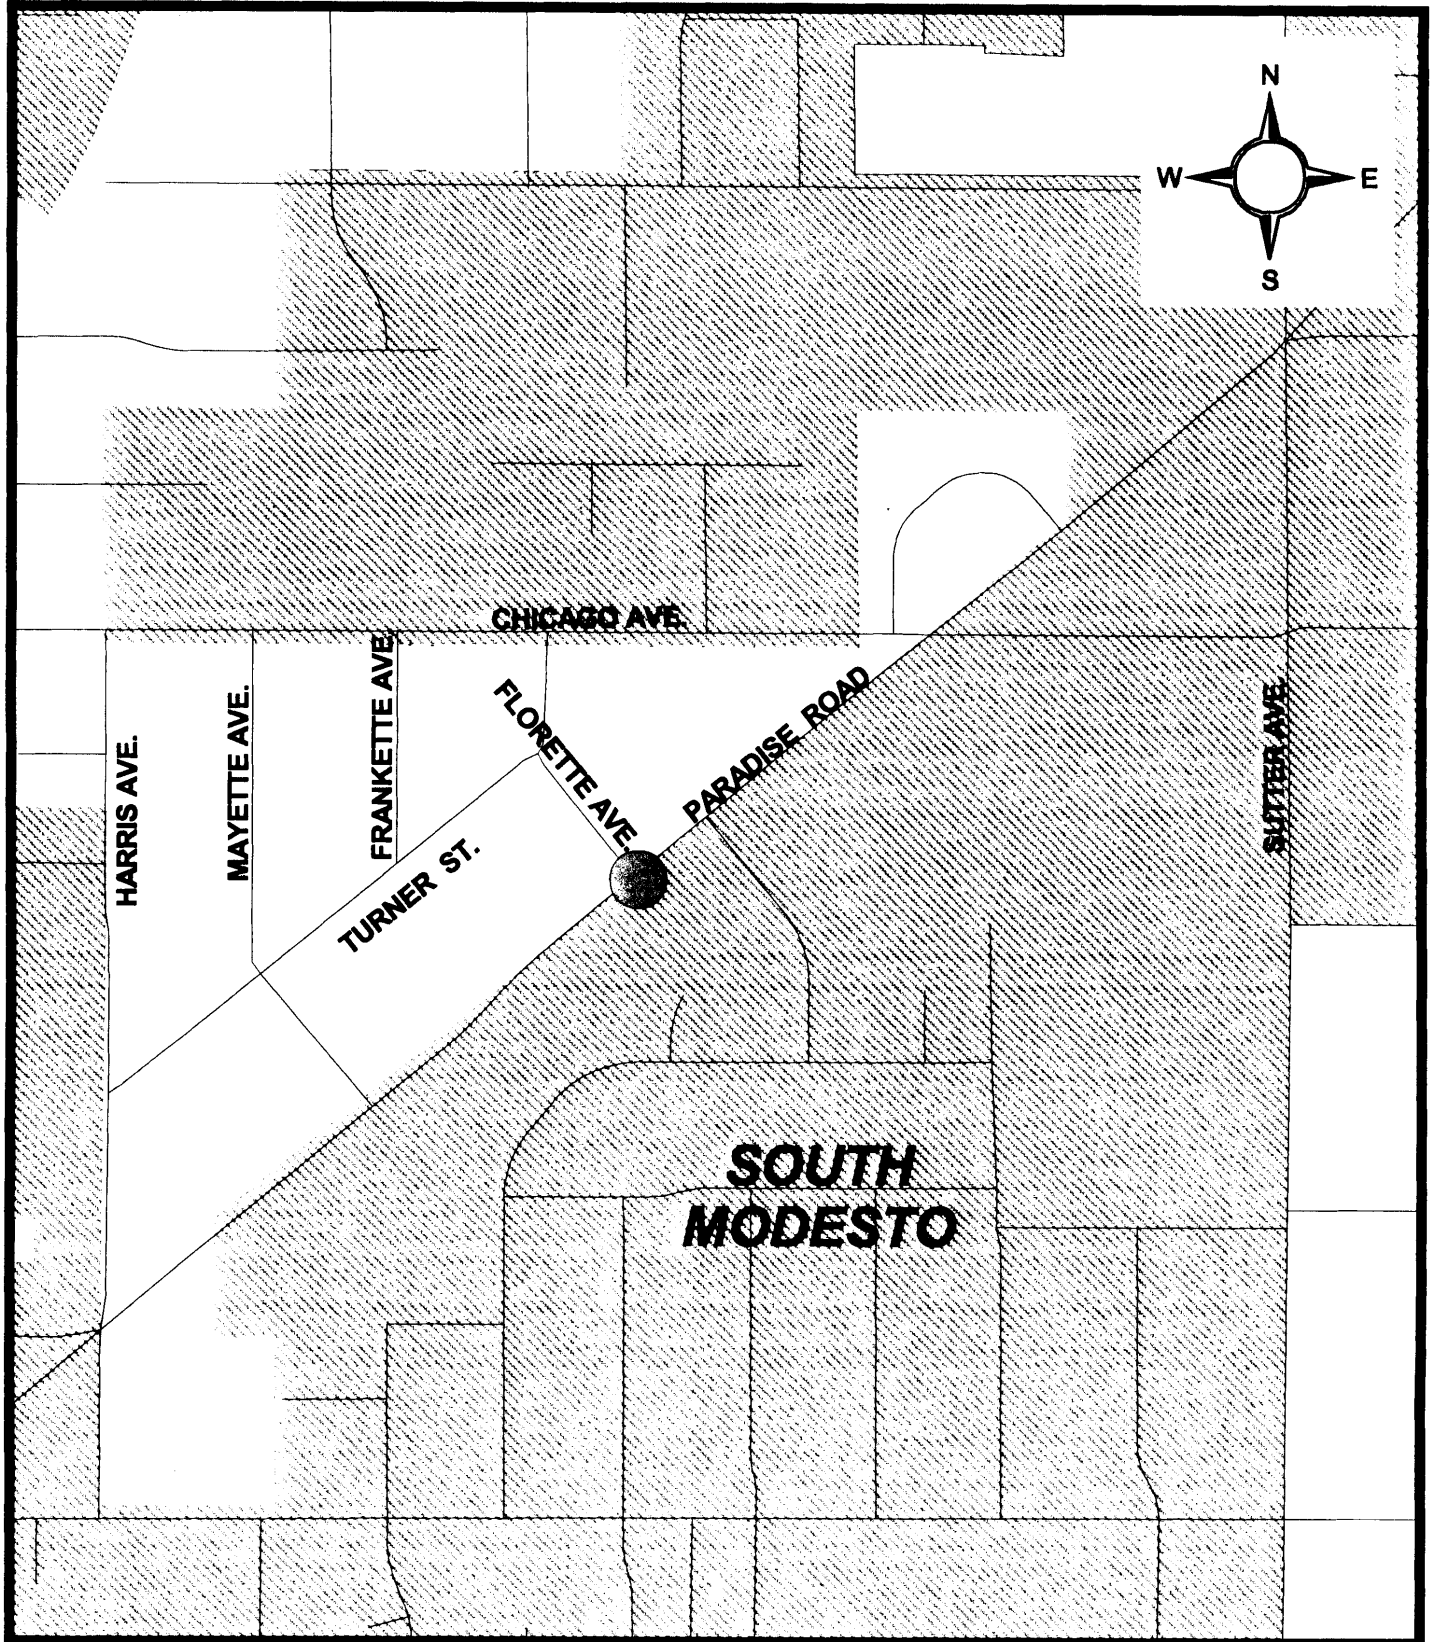 N
W E
S
CHICAGO AVE.
FLORETTE AVE.
PARADISE ROAD
FRANKETTE AVE.
MAYETTE AVE.
HARRIS AVE.
SUTTER AVE.
TURNER ST.
SOUTH
MODESTO